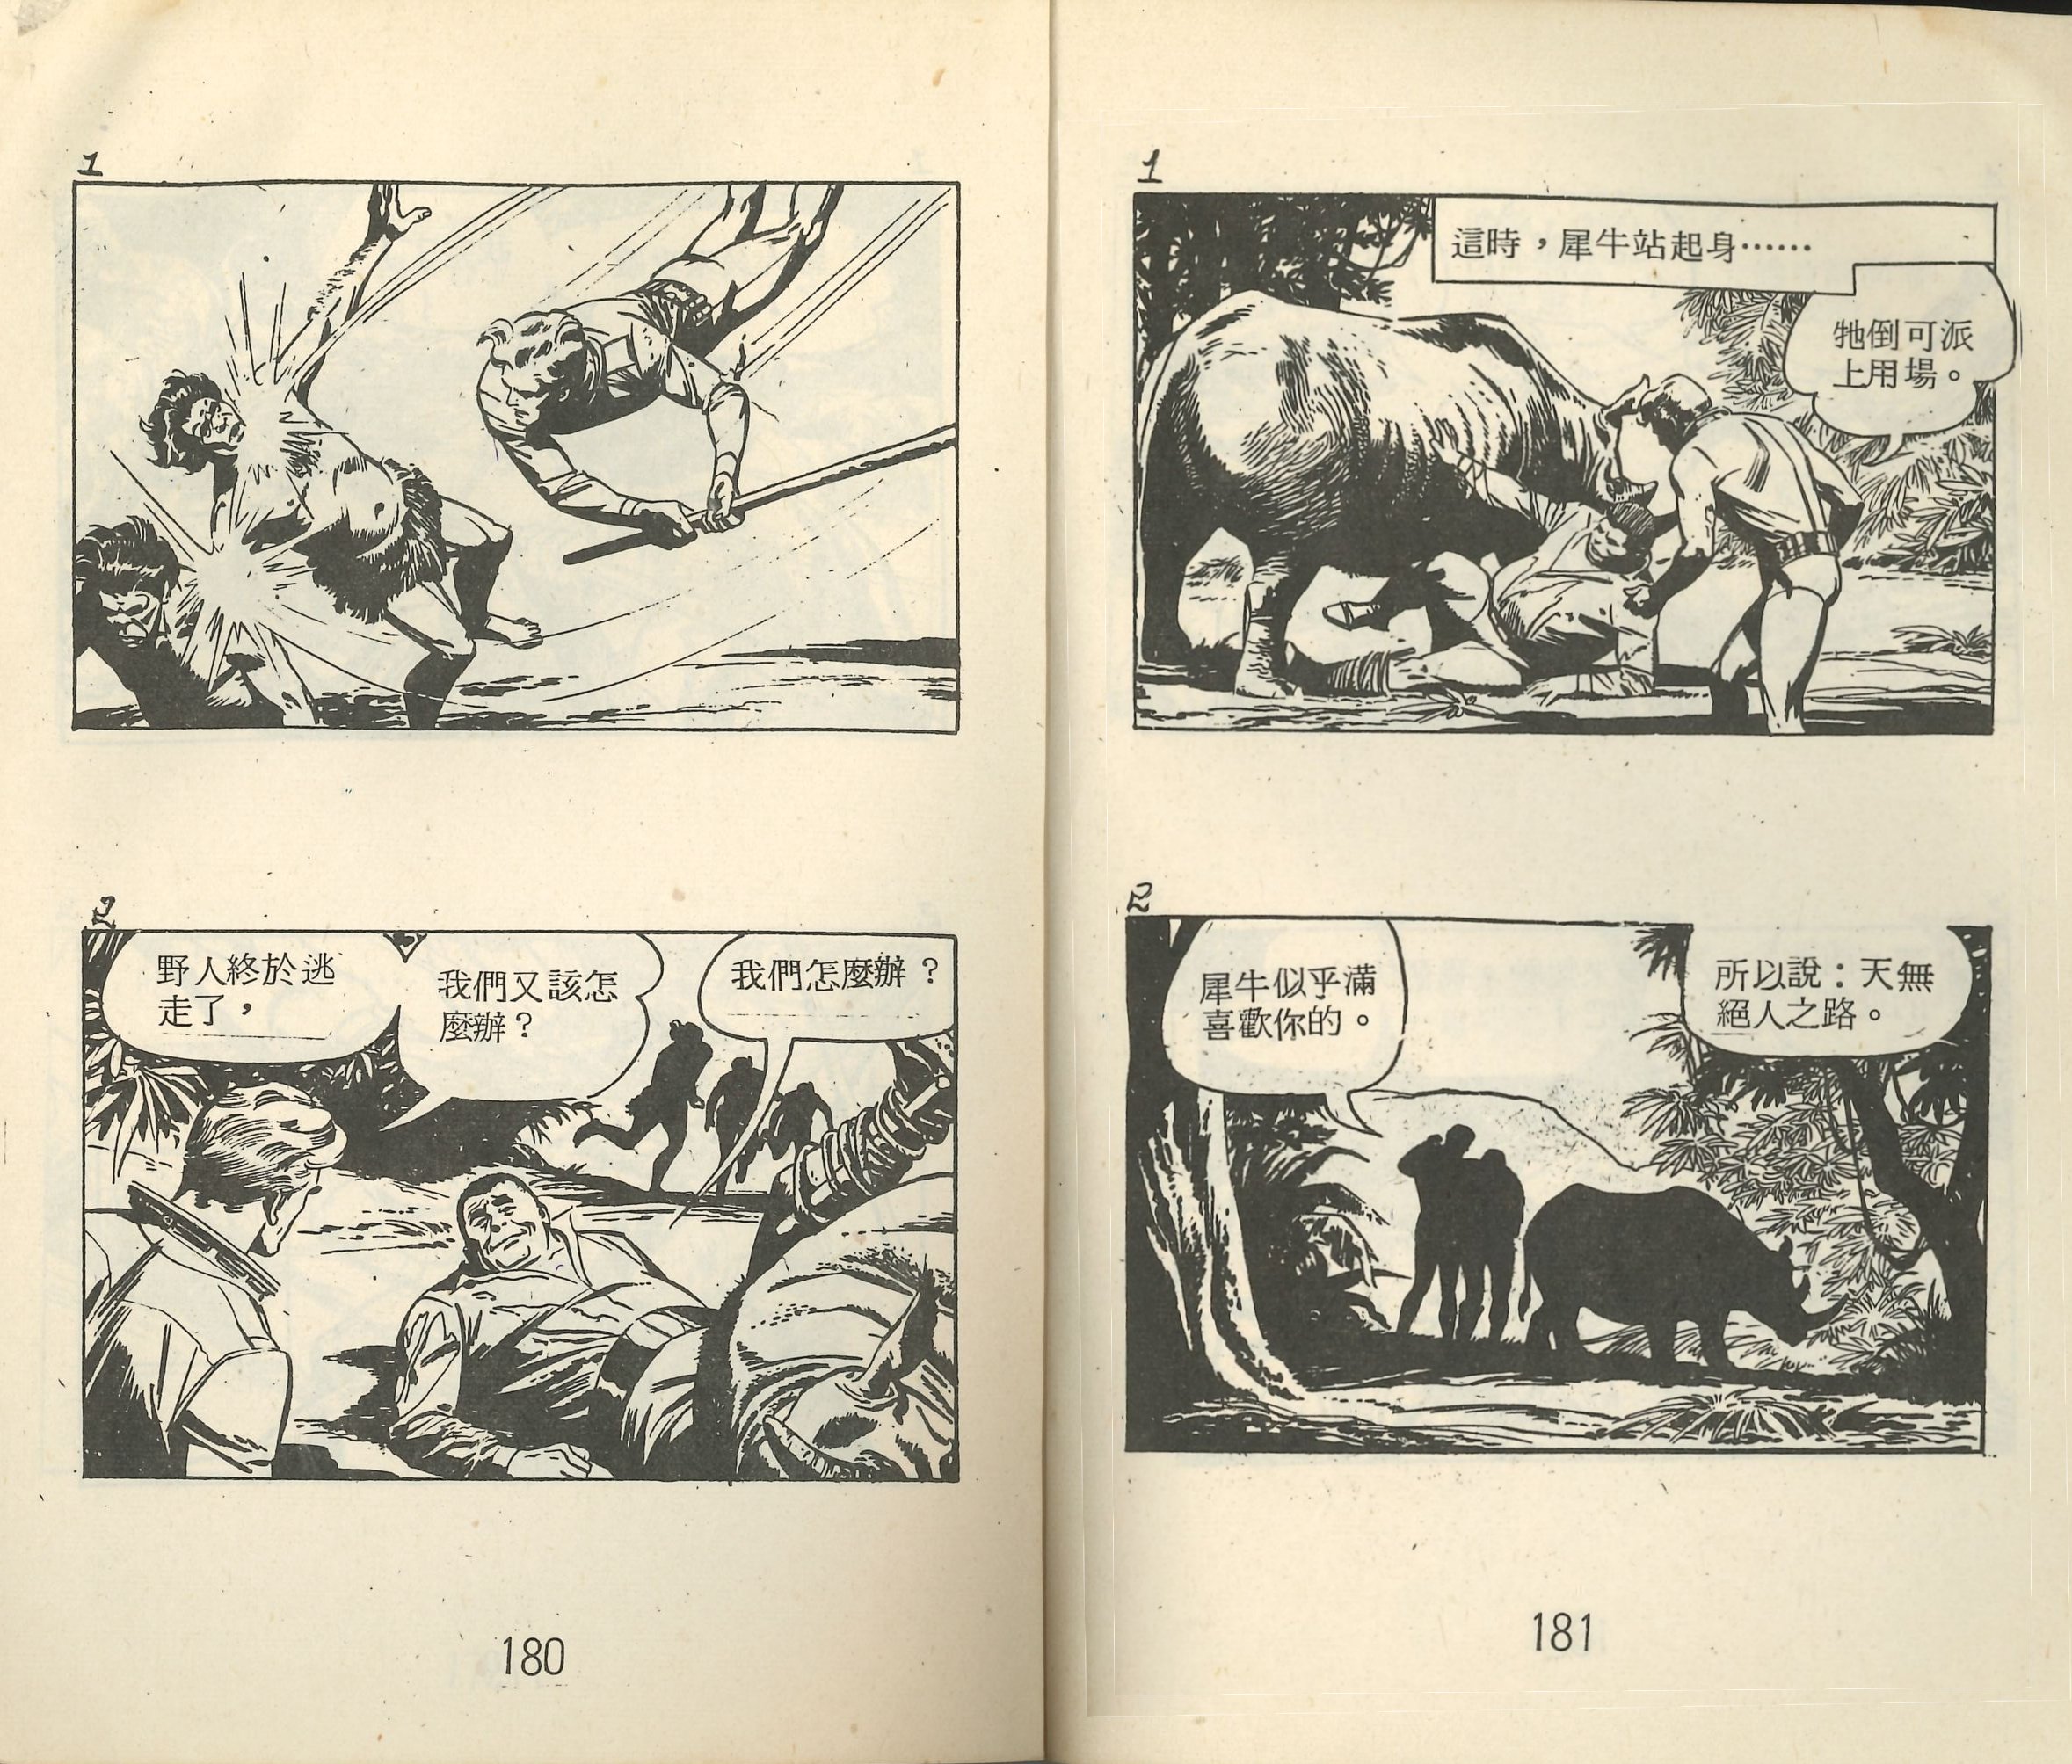 1
2
野人終於逃
走了，
我們又該怎
麼辦？
我們怎麼辦？
180
1
這時，犀牛站起身⋯⋯
牠倒可派
上用場。
2
犀牛似乎滿
喜歡你的。
所以說：天無
絕人之路。
181